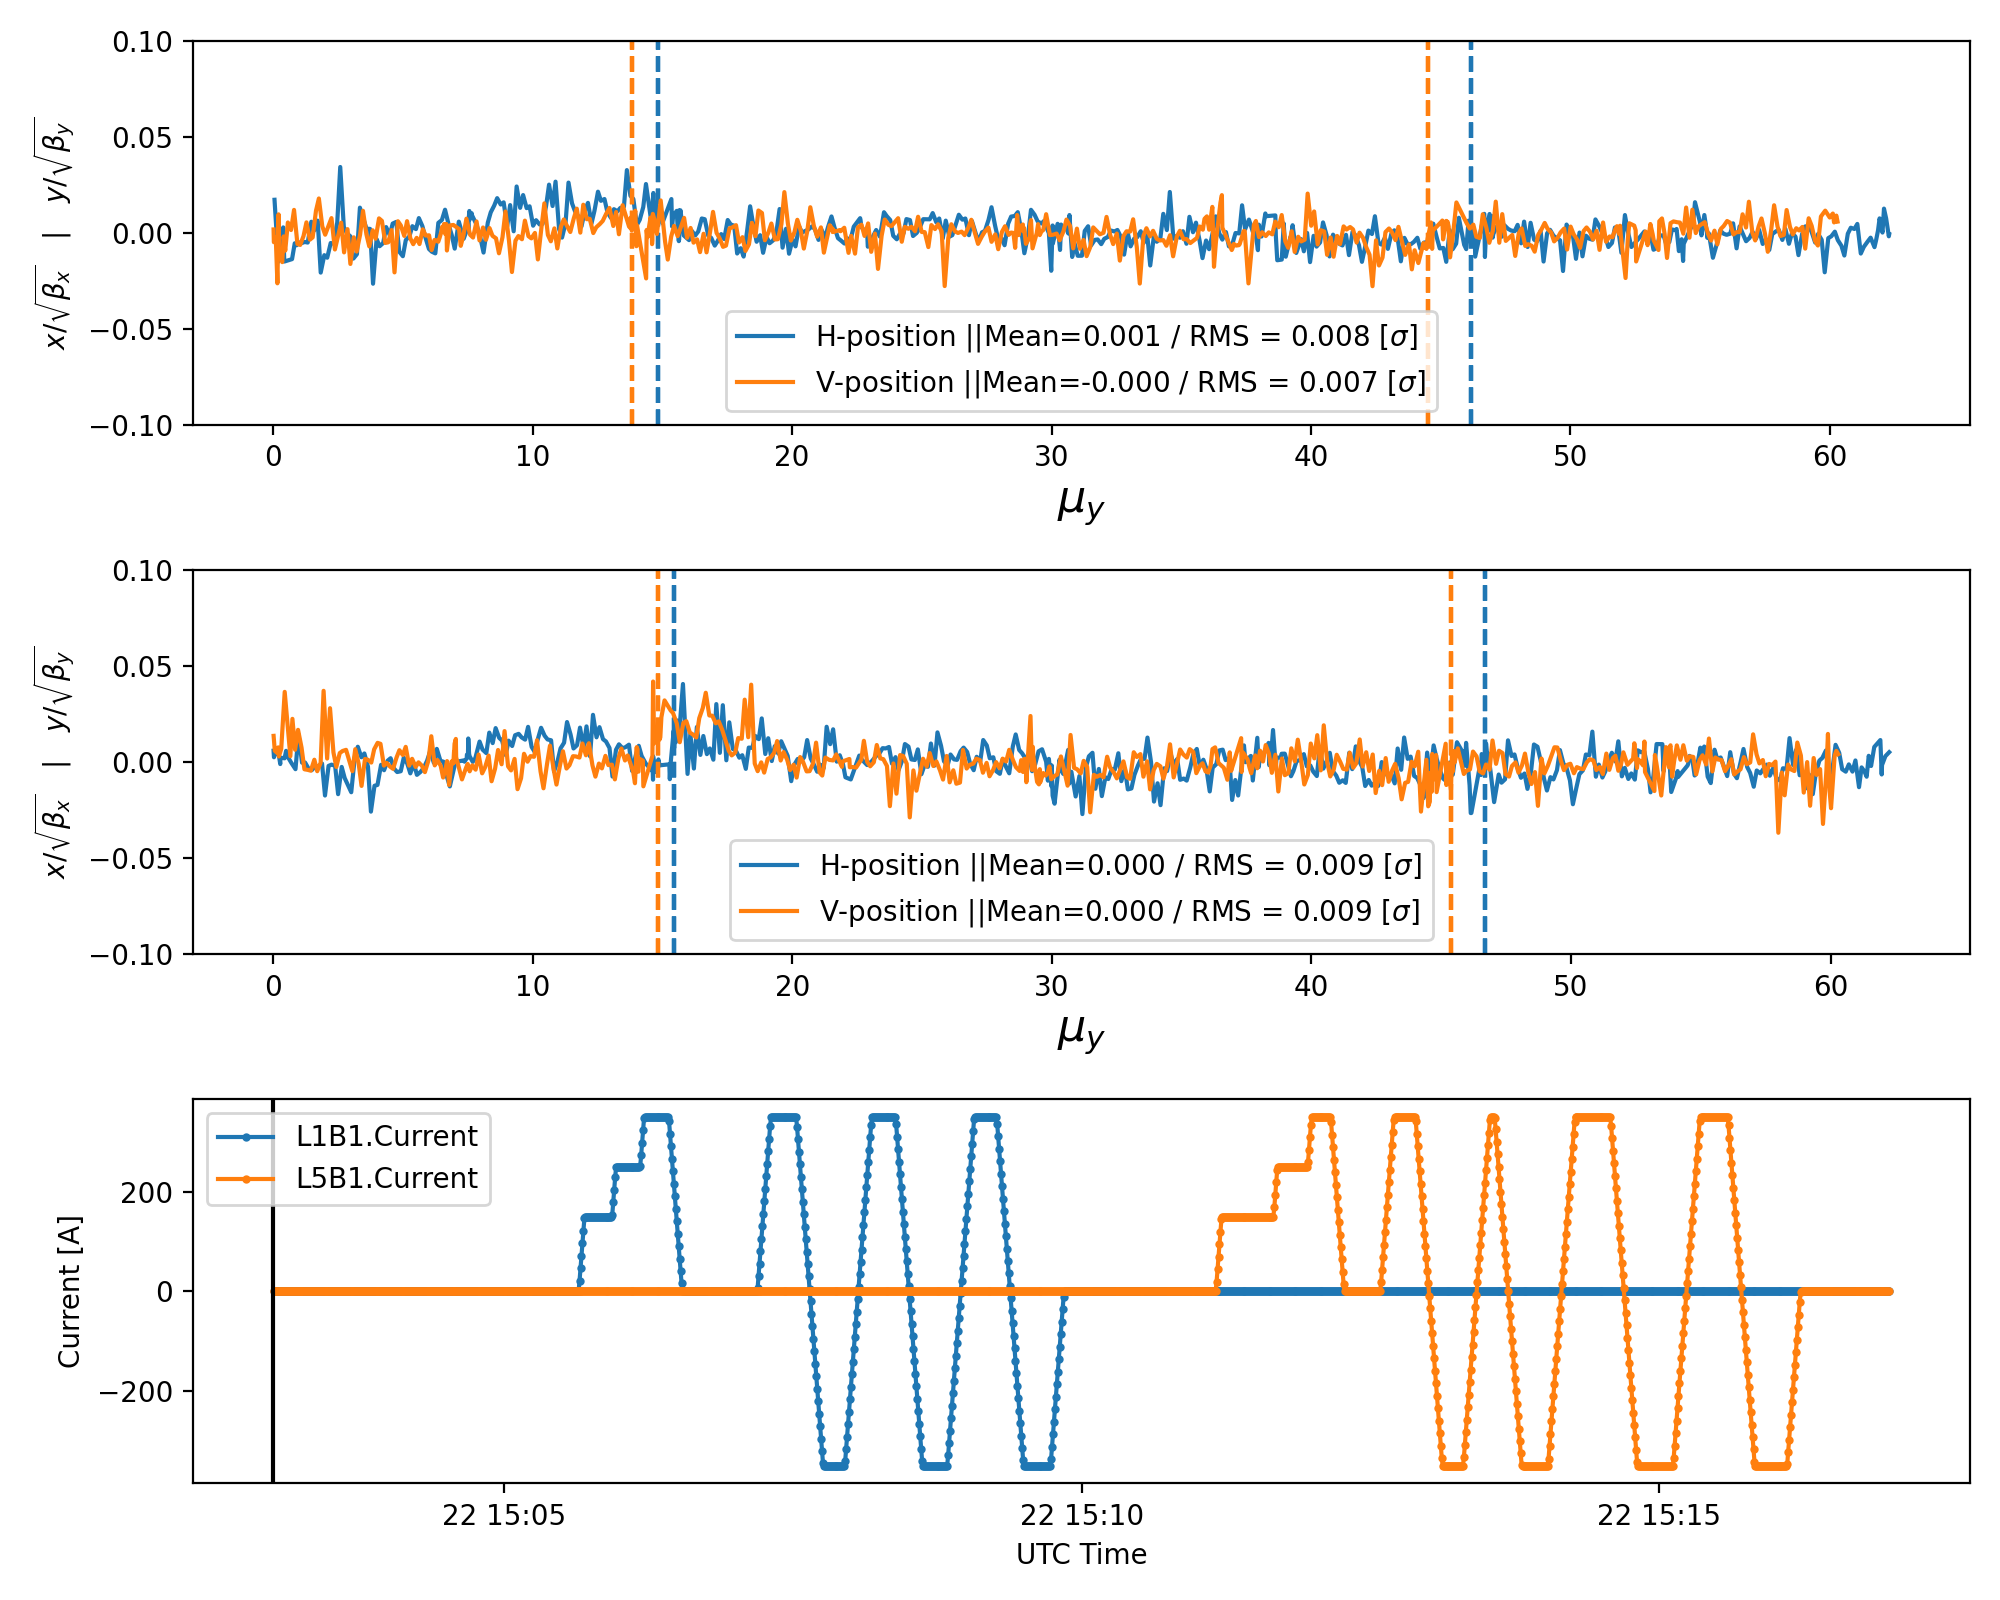 0.10
0.05
0.00
−0.05
−0.10
x/√βx | y/√βy
H-position ||Mean=0.001 / RMS = 0.008 [σ]
V-position ||Mean=-0.000 / RMS = 0.007 [σ]
0 10 20 30 40 50 60
μy
0.10
0.05
0.00
−0.05
−0.10
x/√βx | y/√βy
H-position ||Mean=0.000 / RMS = 0.009 [σ]
V-position ||Mean=0.000 / RMS = 0.009 [σ]
0 10 20 30 40 50 60
μy
L1B1.Current
L5B1.Current
200
0
−200
Current [A]
22 15:05 22 15:10 22 15:15
UTC Time